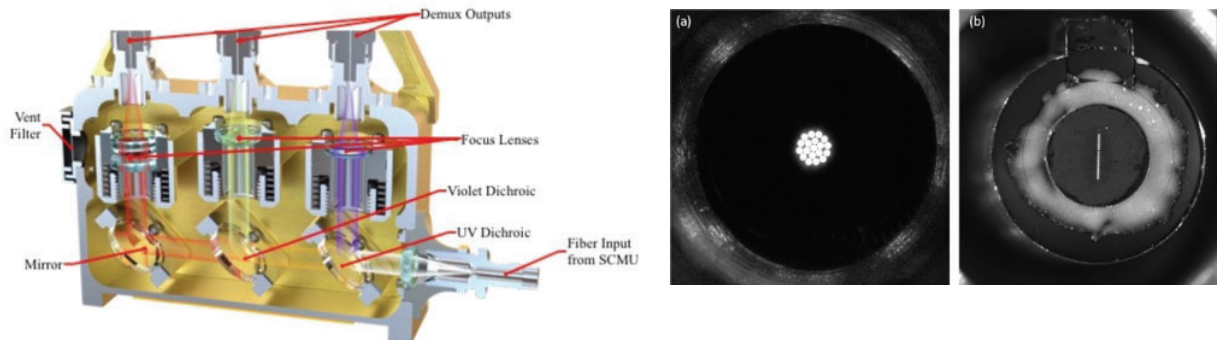 Demux Outputs
Vent
Filter
Focus Lenses
Violet Dichroic
UV Dichroic
Mirror
Fiber Input
from SCMU
(a)
(b)